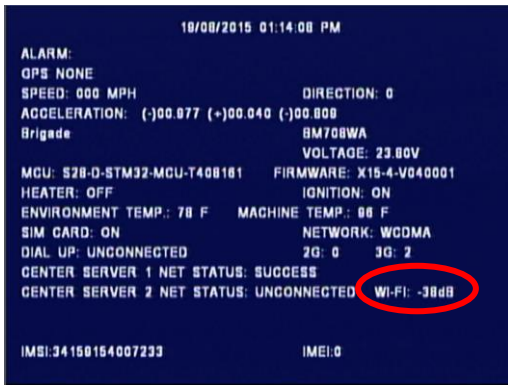 19/08/2015 01:14:08 PM
ALARM:
GPS NONE
SPEED: 000 MPH DIRECTION: 0
ACCELERATION: (-)00.977 (+)00.040 (-)00.808
Brigade BM708WA
VOLTAGE: 23.80V
MCU: S28-D-STM32-MCU-T408161 FIRMWARE: X15-4-V040001
HEATER: OFF IGNITION: ON
ENVIRONMENT TEMP.: 78 F MACHINE TEMP.: 96 F
SIM CARD: ON NETWORK: WCDMA
DIAL UP: UNCONNECTED 2G: 0 3G: 2
CENTER SERVER 1 NET STATUS: SUCCESS
CENTER SERVER 2 NET STATUS: UNCONNECTED WI-FI: -38dB
IMSI:34159154007233 IMEI:0